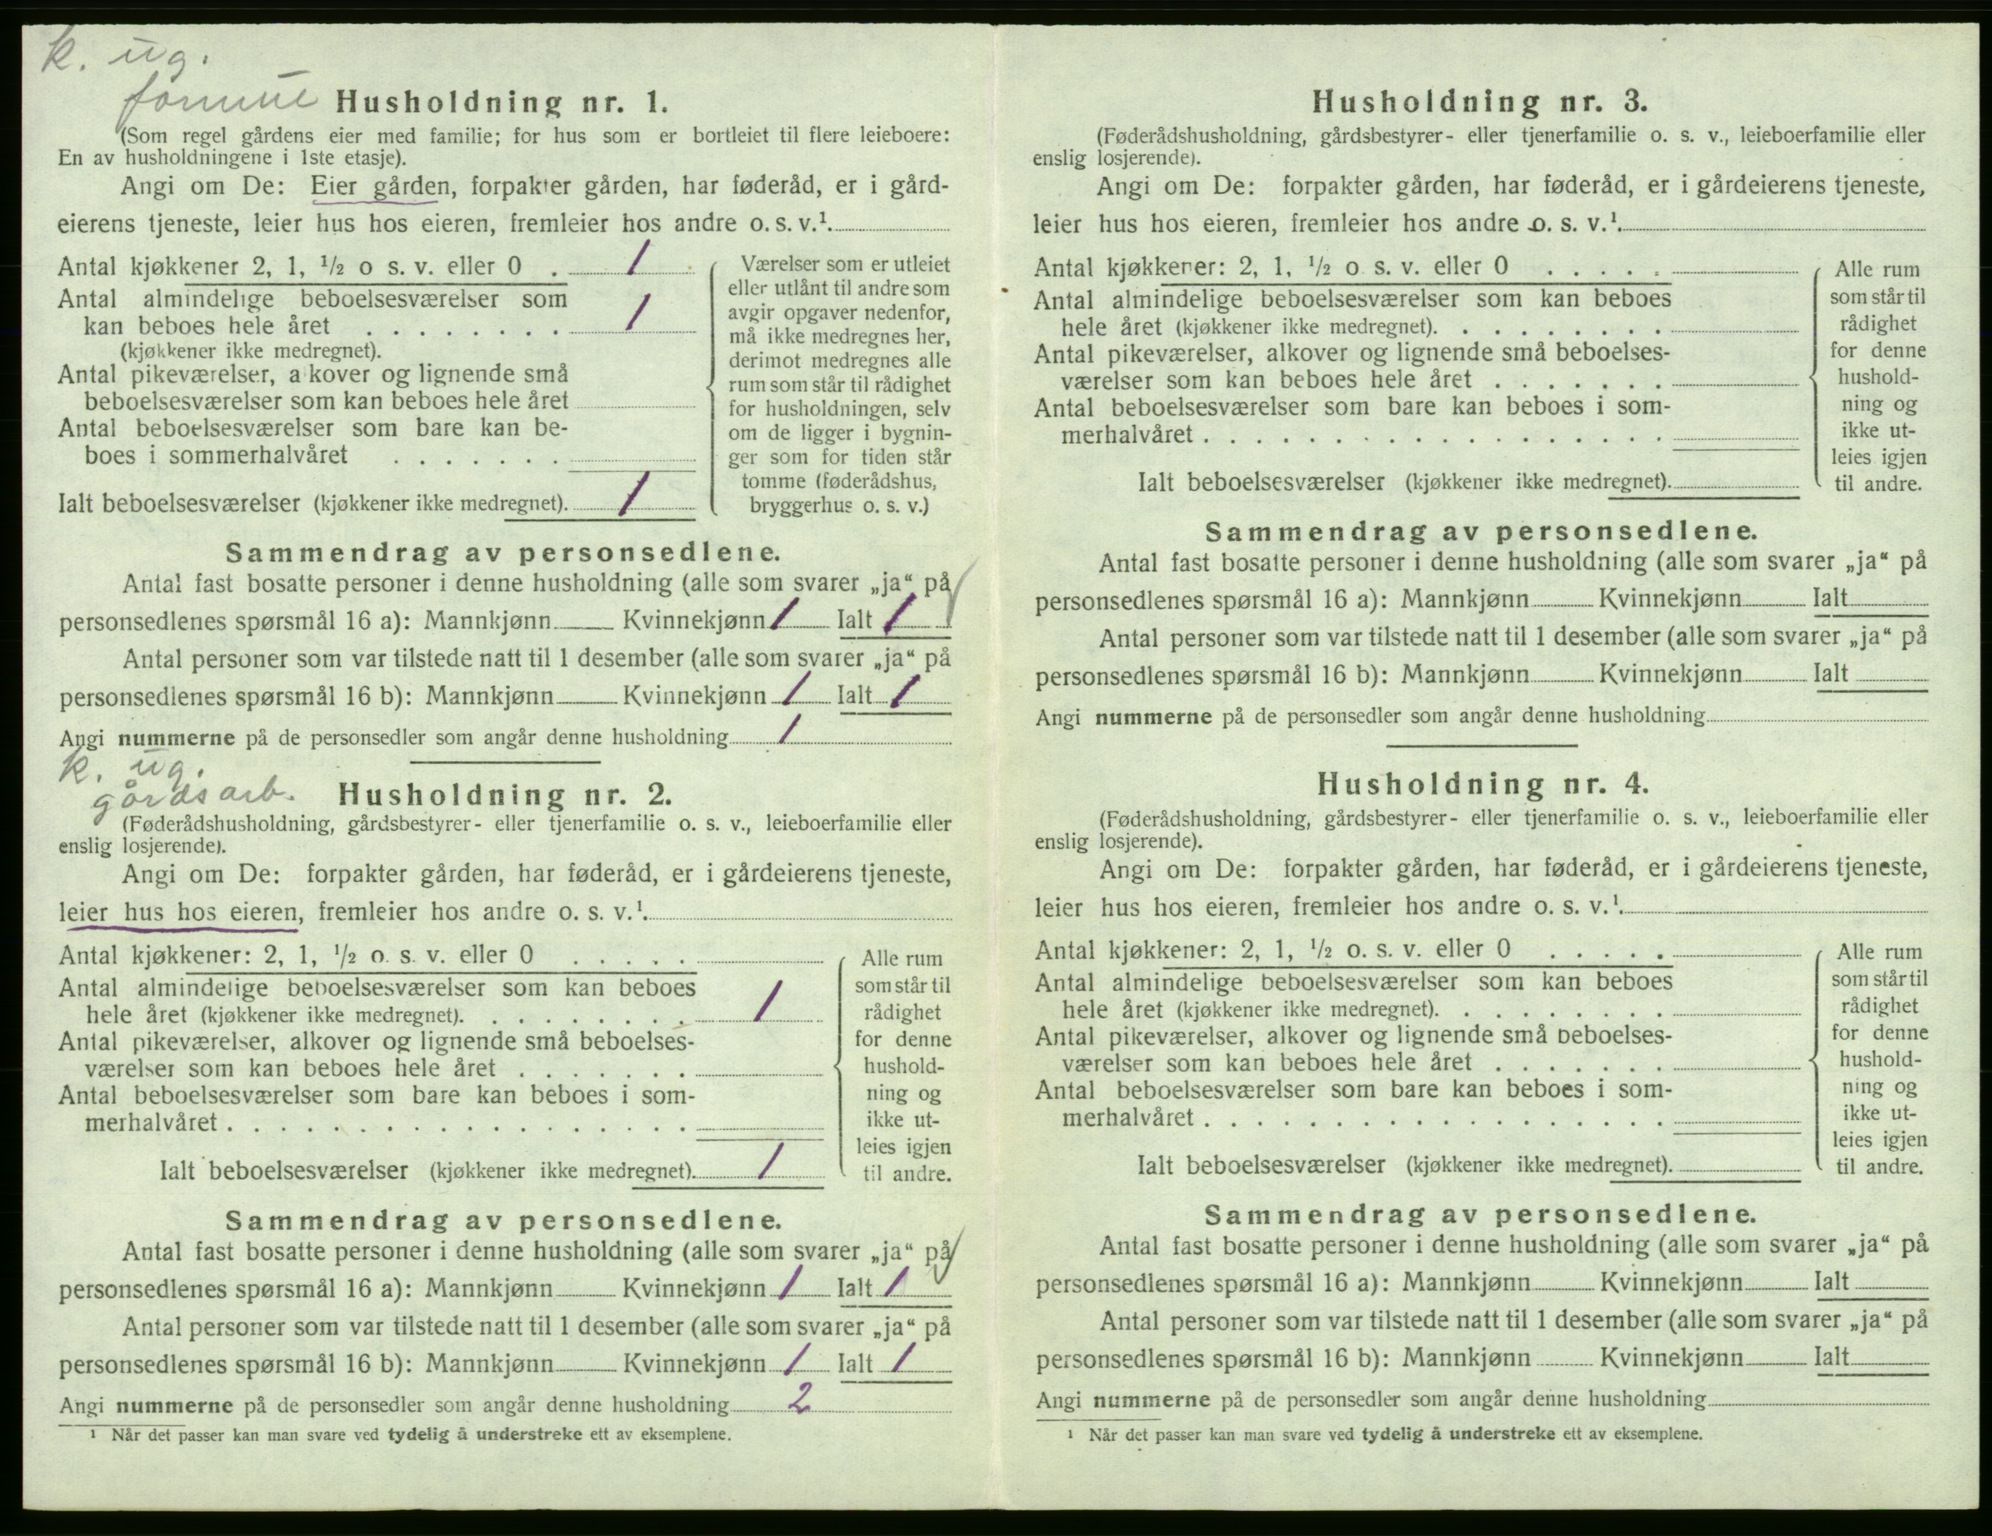 k. ug.
formue Husholdning nr. 1.
(Som regel gårdens eier med familie; for hus som er bortleiet til flere leieboere:
En av husholdningene i 1ste etasje).
Angi om De: Eier gården, forpakter gården, har føderåd, er i gård-
eierens tjeneste, leier hus hos eieren, fremleier hos andre o. s. v.¹
Antal kjøkkener 2, 1, ½ o s. v. eller 0 . 1
Antal almindelige beboelsesværelser som
kan beboes hele året . . . . . . . . 1
(kjøkkener ikke medregnet).
Antal pikeværelser, a kover og lignende små
beboelsesværelser som kan beboes hele året
Antal beboelsesværelser som bare kan be-
boes i sommerhalvåret . . . . . . .
Ialt beboelsesværelser (kjøkkener ikke medregnet). 1
Værelser som er utleiet
eller utlånt til andre som
avgir opgaver nedenfor,
må ikke medregnes her,
derimot medregnes alle
rum som står til rådighet
for husholdningen, selv
om de ligger i bygnin-
ger som for tiden står
tomme (føderådshus,
bryggerhus o. s. v.)
Sammendrag av personsedlene.
Antal fast bosatte personer i denne husholdning (alle som svarer „ja“ på
personsedlenes spørsmål 16 a): Mannkjønn Kvinnekjønn 1 Ialt 1
Antal personer som var tilstede natt til 1 desember (alle som svarer „ja“ på
personsedlenes spørsmål 16 b): Mannkjønn Kvinnekjønn 1 Ialt 1
Angi nummerne på de personsedler som angår denne husholdning 1
k. ug.
gårdsarb. Husholdning nr. 2.
(Føderådshusholdning, gårdsbestyrer- eller tjenerfamilie o. s. v., leieboerfamilie eller
enslig losjerende).
Angi om De: forpakter gården, har føderåd, er i gårdeierens tjeneste,
leier hus hos eieren, fremleier hos andre o. s. v.¹
Antal kjøkkener: 2, 1, ½ o. s. v. eller 0 . . . . .
Antal almindelige beboelsesværelser som kan beboes
hele året (kjøkkener ikke medregnet). . . . . . . . . 1
Antal pikeværelser, alkover og lignende små beboelses-
værelser som kan beboes hele året . . . . . . .
Antal beboelsesværelser som bare kan beboes i som-
merhalvåret . . . . . . . . . . . . . . . . . .
Ialt beboelsesværelser (kjøkkener ikke medregnet). 1
Alle rum
som står til
rådighet
for denne
hushold-
ning og
ikke ut-
leies igjen
til andre.
Sammendrag av personsedlene.
Antal fast bosatte personer i denne husholdning (alle som svarer „ja“ på
personsedlenes spørsmål 16 a): Mannkjønn Kvinnekjønn 1 Ialt 1
Antal personer som var tilstede natt til 1 desember (alle som svarer „ja“ på
personsedlenes spørsmål 16 b): Mannkjønn Kvinnekjønn 1 Ialt 1
Angi nummerne på de personsedler som angår denne husholdning 2
¹ Når det passer kan man svare ved tydelig å understreke ett av eksemplene.
Husholdning nr. 3.
(Føderådshusholdning, gårdsbestyrer- eller tjenerfamilie o. s. v., leieboerfamilie eller
enslig losjerende).
Angi om De: forpakter gården, har føderåd, er i gårdeierens tjeneste,
leier hus hos eieren, fremleier hos andre o. s. v.¹
Antal kjøkkener: 2, 1, ½ o s. v. eller 0 . . . . .
Antal almindelige beboelsesværelser som kan beboes
hele året (kjøkkener ikke medregnet). . . . . . . . .
Antal pikeværelser, alkover og lignende små beboelses-
værelser som kan beboes hele året . . . . . . .
Antal beboelsesværelser som bare kan beboes i som-
merhalvåret . . . . . . . . . . . . . . . . . .
Ialt beboelsesværelser (kjøkkener ikke medregnet).
Alle rum
som står til
rådighet
for denne
hushold-
ning og
ikke ut-
leies igjen
til andre.
Sammendrag av personsedlene.
Antal fast bosatte personer i denne husholdning (alle som svarer „ja“ på
personsedlenes spørsmål 16 a): Mannkjønn Kvinnekjønn Ialt
Antal personer som var tilstede natt til 1 desember (alle som svarer „ja“ på
personsedlenes spørsmål 16 b): Mannkjønn Kvinnekjønn Ialt
Angi nummerne på de personsedler som angår denne husholdning
Husholdning nr. 4.
(Føderådshusholdning, gårdsbestyrer- eller tjenerfamilie o. s. v., leieboerfamilie eller
enslig losjerende).
Angi om De: forpakter gården, har føderåd, er i gårdeierens tjeneste,
leier hus hos eieren, fremleier hos andre o. s. v.¹
Antal kjøkkener: 2, 1, ½ o. s. v. eller 0 . . . . .
Antal almindelige beboelsesværelser som kan beboes
hele året (kjøkkener ikke medregnet). . . . . . . . .
Antal pikeværelser, alkover og lignende små beboelses-
værelser som kan beboes hele året . . . . . . .
Antal beboelsesværelser som bare kan beboes i som-
merhalvåret . . . . . . . . . . . . . . . . . .
Ialt beboelsesværelser (kjøkkener ikke medregnet).
Alle rum
som står til
rådighet
for denne
hushold-
ning og
ikke ut-
leies igjen
til andre.
Sammendrag av personsedlene.
Antal fast bosatte personer i denne husholdning (alle som svarer „ja“ på
personsedlenes spørsmål 16 a): Mannkjønn Kvinnekjønn Ialt
Antal personer som var tilstede natt til 1 desember (alle som svarer „ja“ på
personsedlenes spørsmål 16 b): Mannkjønn Kvinnekjønn Ialt
Angi nummerne på de personsedler som angår denne husholdning
¹ Når det passer kan man svare ved tydelig å understreke ett av eksemplene.